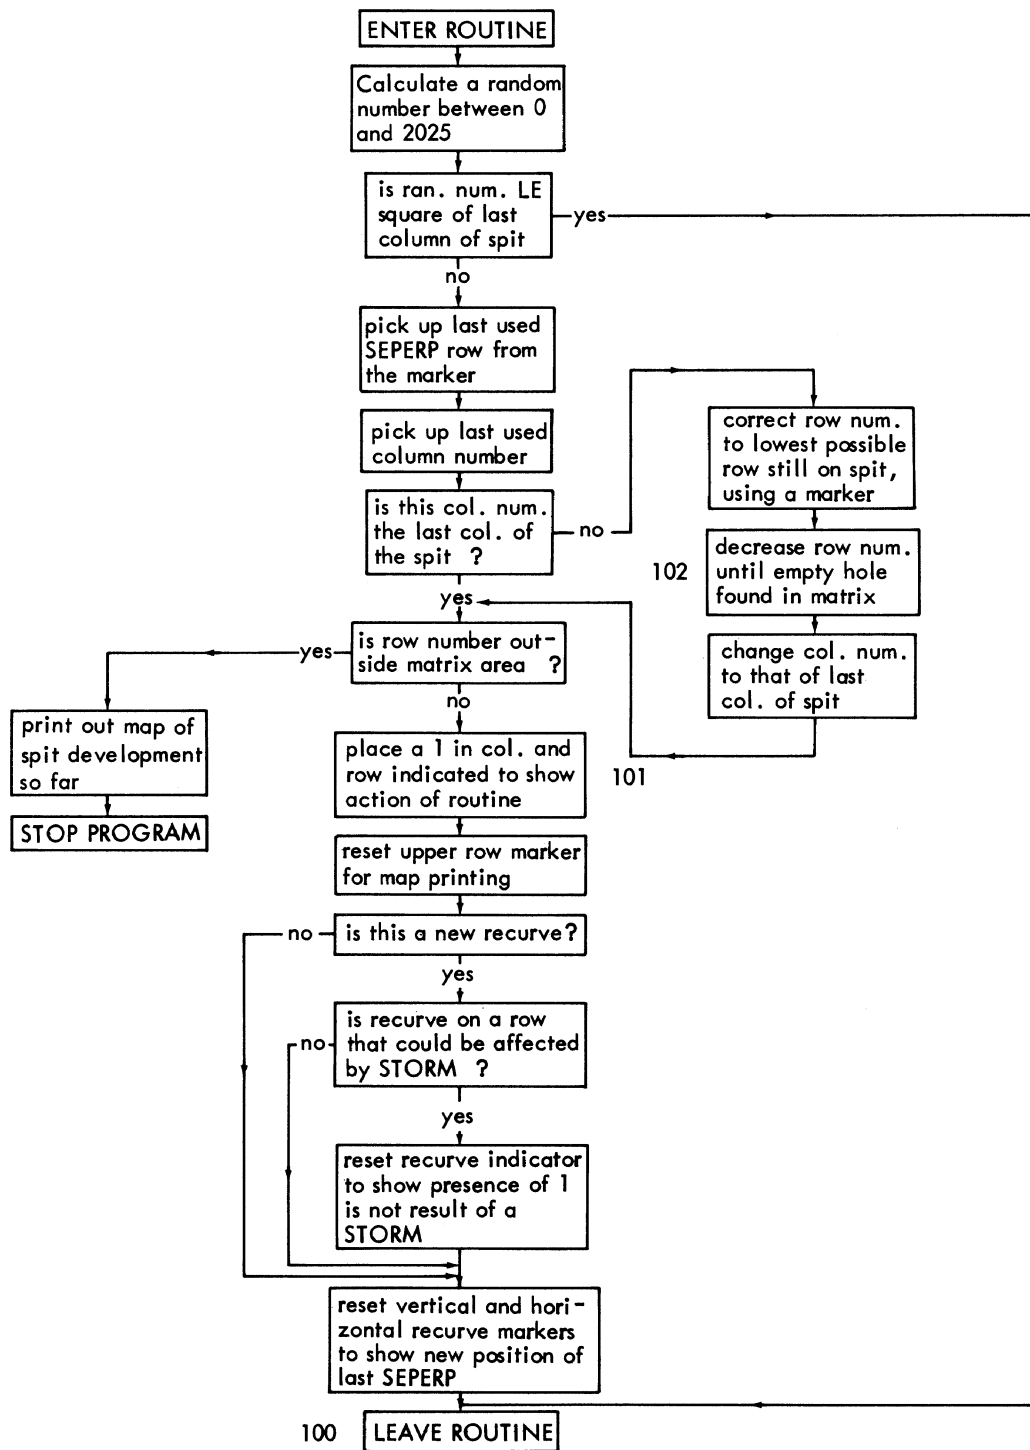 ENTER ROUTINE
Calculate a random
number between 0
and 2025
is ran. num. LE
square of last
column of spit
yes
no
pick up last used
SEPERP row from
the marker
pick up last used
column number
is this col. num.
the last col. of
the spit ?
no
correct row num.
to lowest possible
row still on spit,
using a marker
102
decrease row num.
until empty hole
found in matrix
change col. num.
to that of last
col. of spit
101
yes
is row number out-
side matrix area ?
yes
print out map of
spit development
so far
STOP PROGRAM
no
place a 1 in col. and
row indicated to show
action of routine
reset upper row marker
for map printing
is this a new recurve?
no
yes
is recurve on a row
that could be affected
by STORM ?
no
yes
reset recurve indicator
to show presence of 1
is not result of a
STORM
reset vertical and hori-
zontal recurve markers
to show new position of
last SEPERP
100
LEAVE ROUTINE